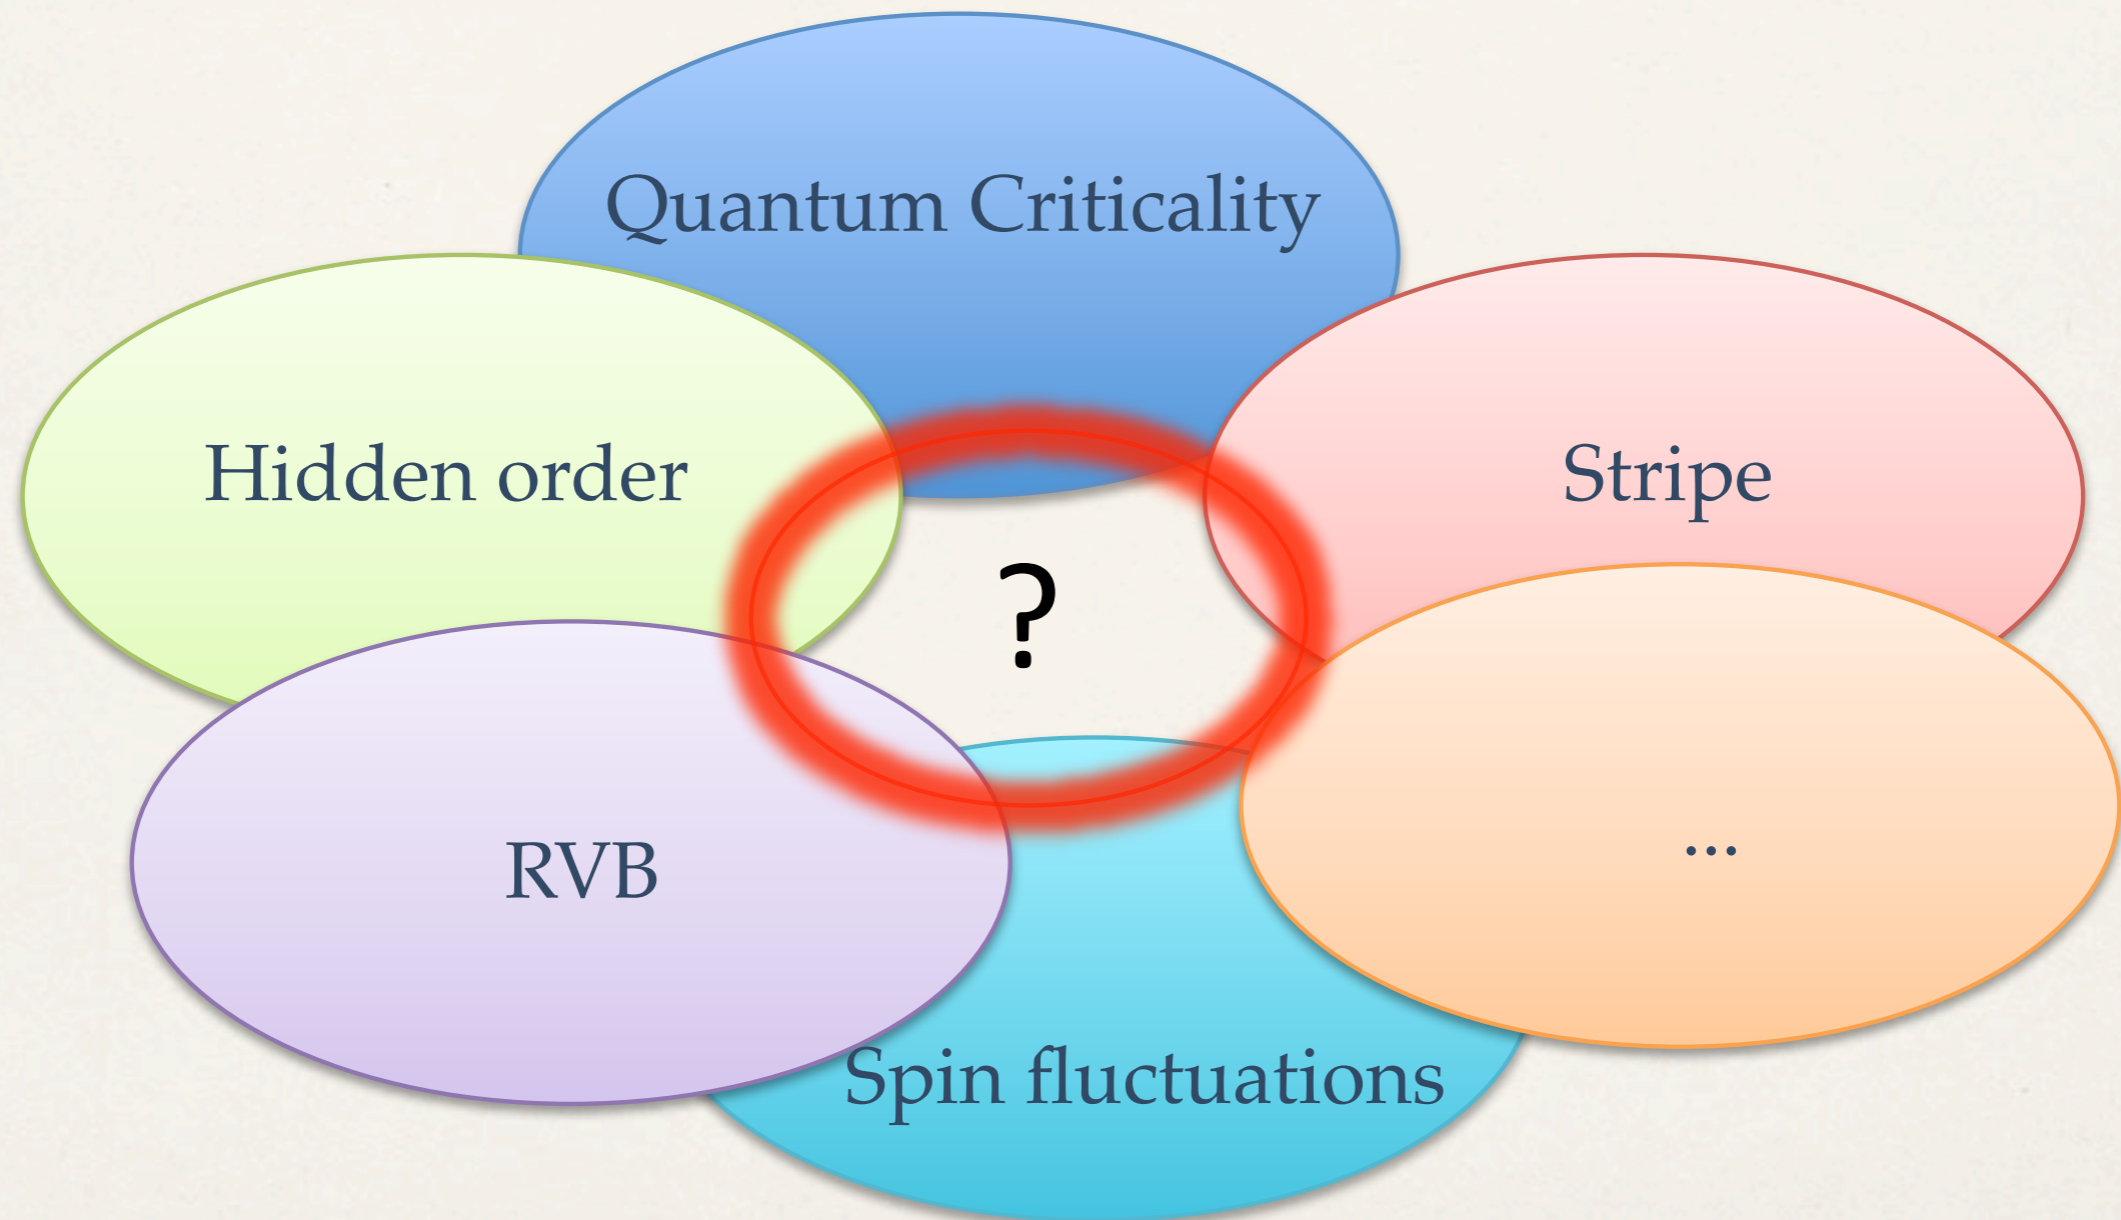 Quantum Criticality
Hidden order
Stripe
?
RVB
...
Spin fluctuations